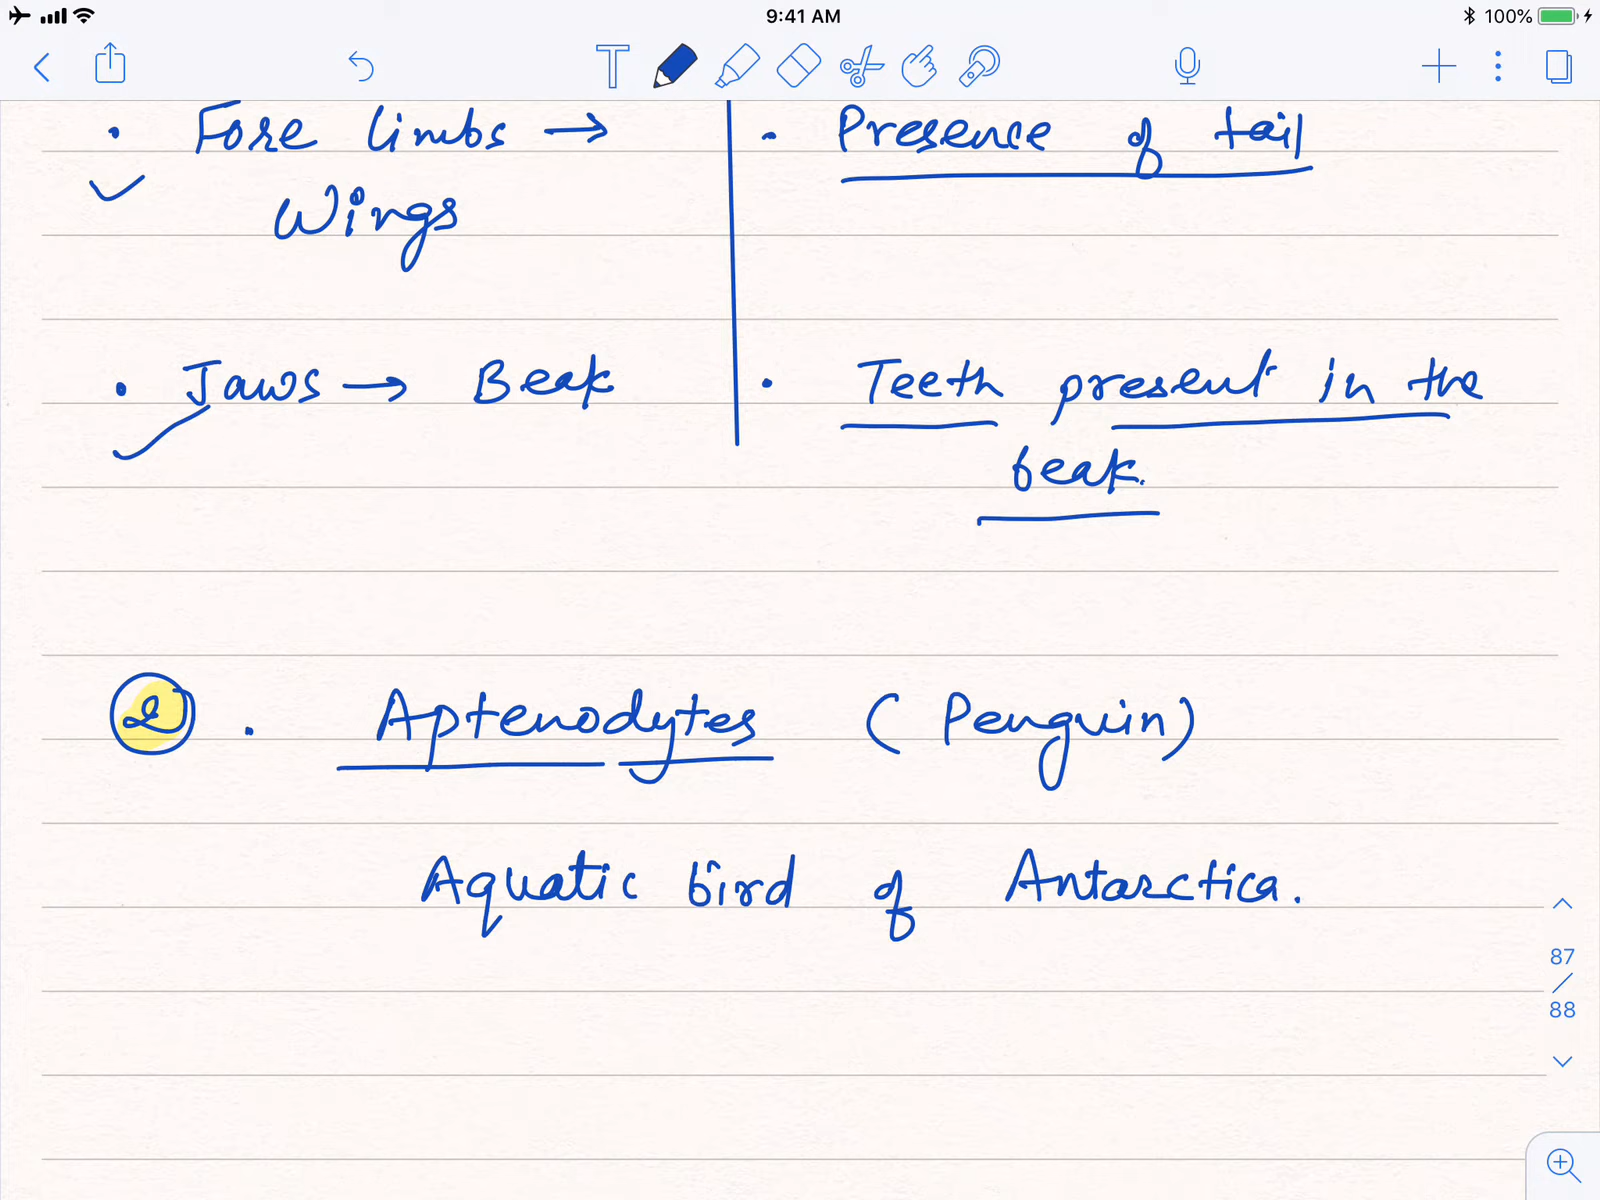 9:41 AM
100%
• Fore limbs →
Wings
• Presence of tail
• Jaws → Beak
• Teeth present in the
beak.
2. Aptenodytes (Penguin)
Aquatic bird of Antarctica.
87
/
88